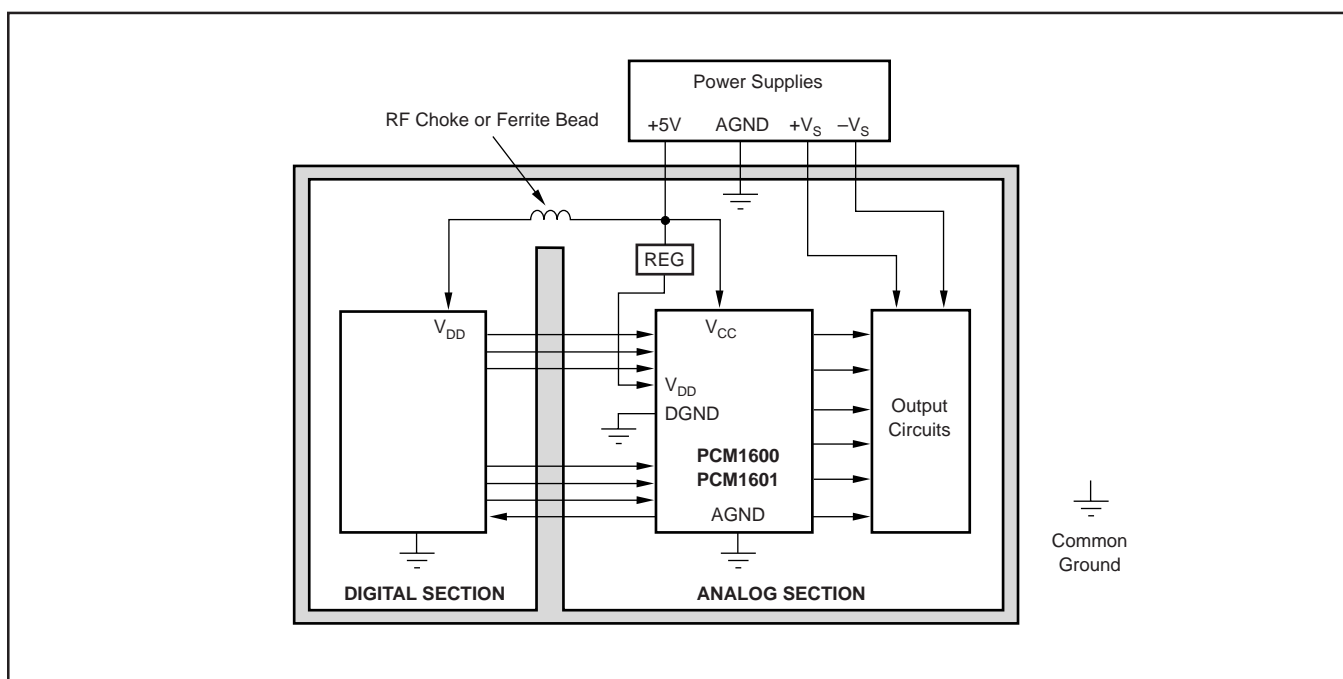 Power Supplies
+5V AGND +VS –VS
RF Choke or Ferrite Bead
REG
VDD
VCC
VDD
DGND
Output
Circuits
PCM1600
PCM1601
AGND
Common
Ground
DIGITAL SECTION
ANALOG SECTION